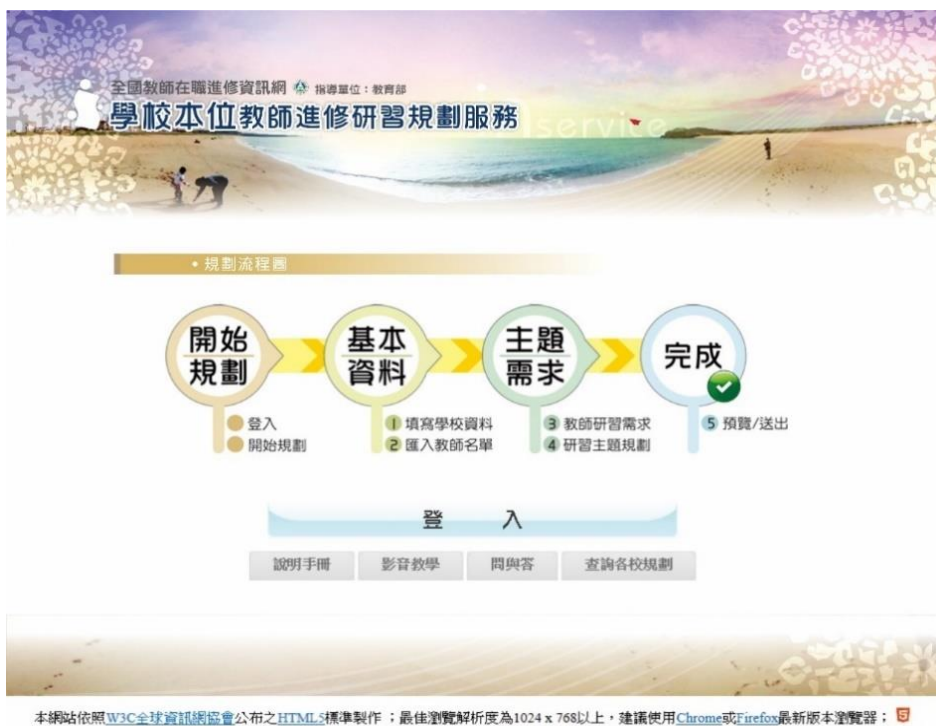 全國教師在職進修資訊網 指導單位：教育部
學校本位教師進修研習規劃服務
•規劃流程圖
開始
規劃
基本
資料
主題
需求
完成
登入
開始規劃
1 填寫學校資料
2 匯入教師名單
3 教師研習需求
4 研習主題規劃
5 預覽/送出
登 入
說明手冊 影音教學 問與答 查詢各校規劃
本網站依照W3C全球資訊網協會公布之HTML5標準製作；最佳瀏覽解析度為1024 x 768以上，建議使用Chrome或Firefox最新版本瀏覽器；